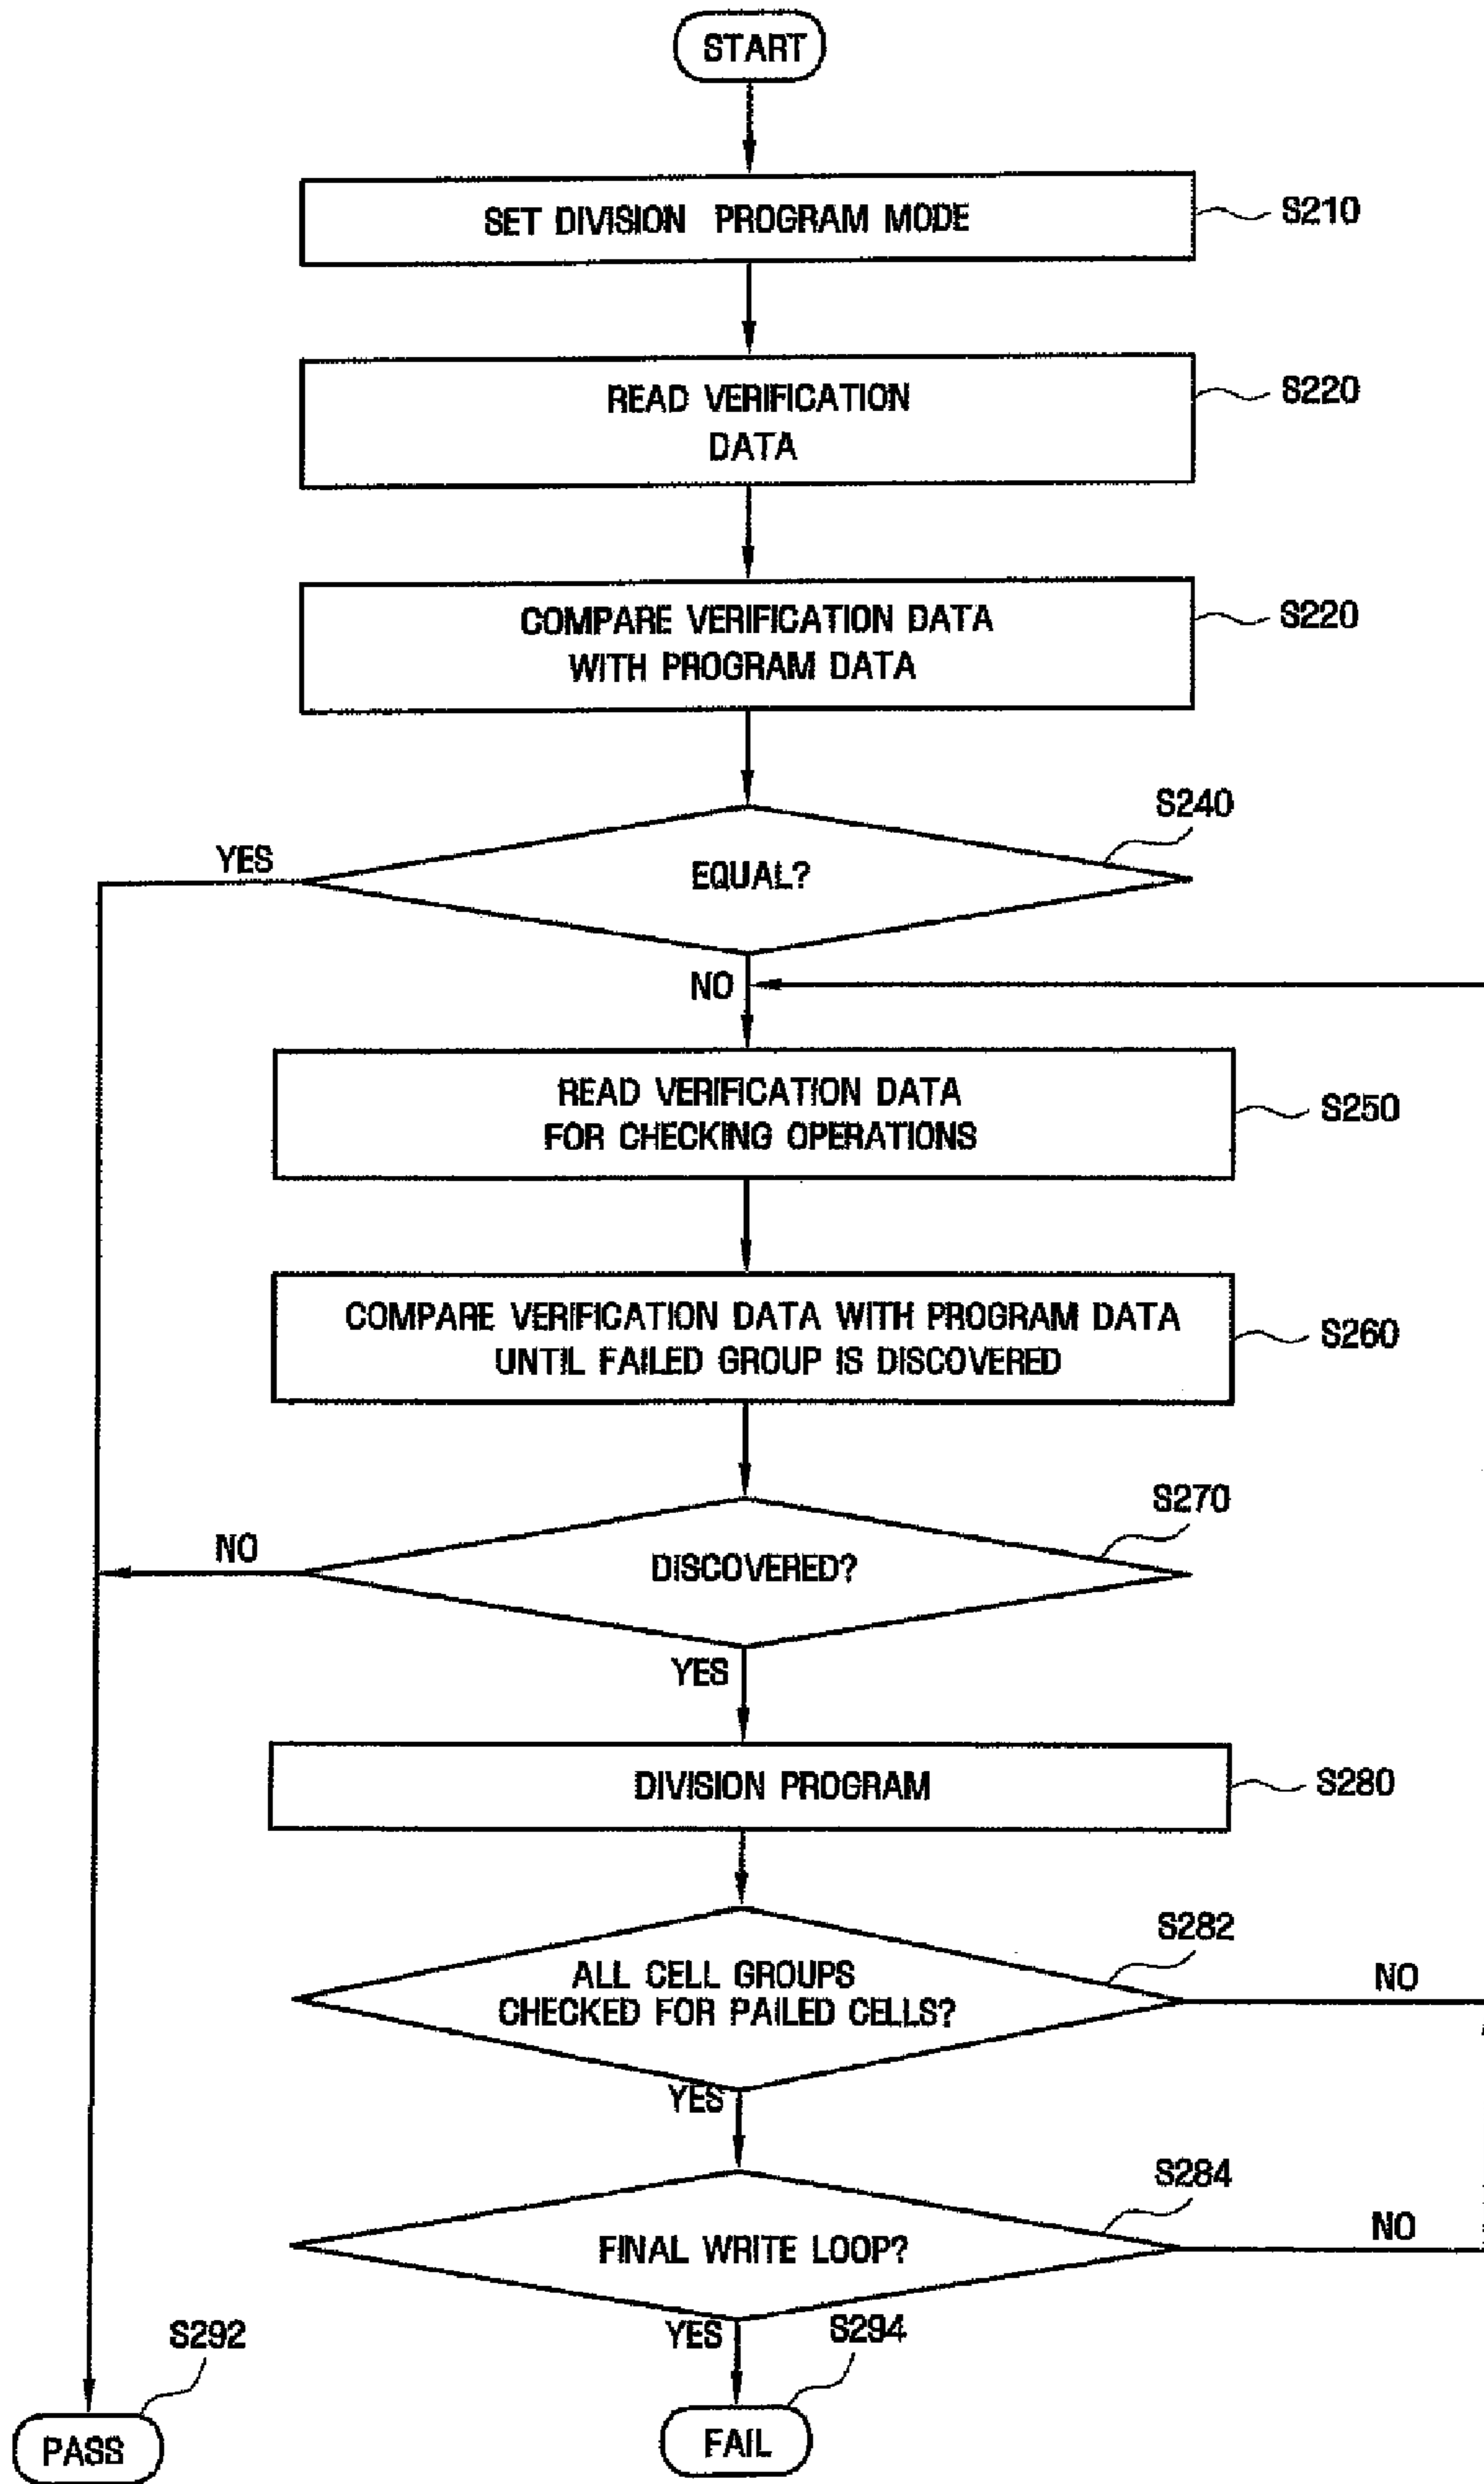 START
SET DIVISION PROGRAM MODE
S210
READ VERIFICATION
DATA
S220
COMPARE VERIFICATION DATA
WITH PROGRAM DATA
S220
S240
EQUAL?
YES
NO
READ VERIFICATION DATA
FOR CHECKING OPERATIONS
S250
COMPARE VERIFICATION DATA WITH PROGRAM DATA
UNTIL FAILED GROUP IS DISCOVERED
S260
S270
DISCOVERED?
NO
YES
DIVISION PROGRAM
S280
S282
ALL CELL GROUPS
CHECKED FOR PAILED CELLS?
NO
YES
S284
FINAL WRITE LOOP?
NO
YES
S292
S294
PASS
FAIL